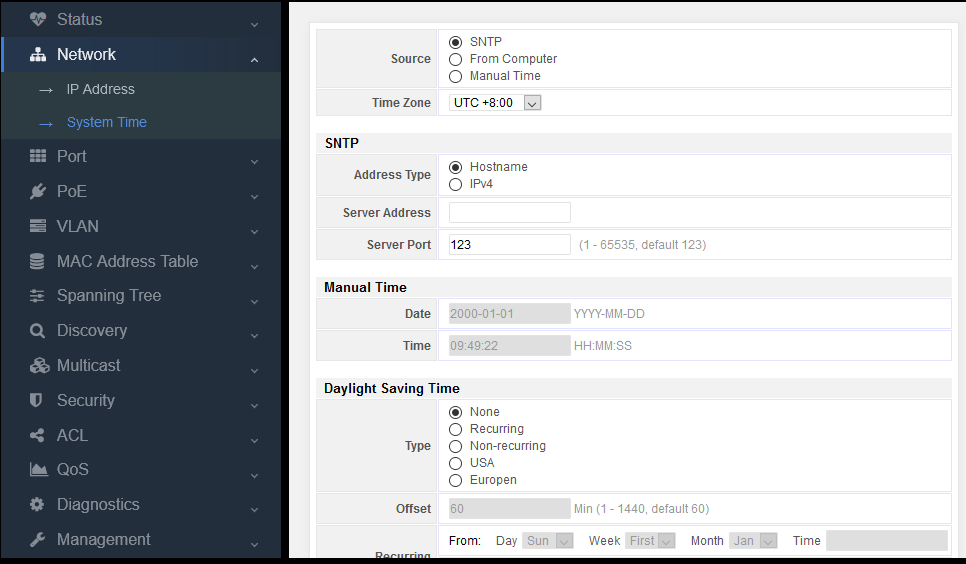 Status
Network
IP Address
System Time
Port
PoE
VLAN
MAC Address Table
Spanning Tree
Discovery
Multicast
Security
ACL
QoS
Diagnostics
Management
Source
SNTP
From Computer
Manual Time
Time Zone UTC +8:00
SNTP
Address Type
Hostname
IPv4
Server Address
Server Port 123 (1 - 65535, default 123)
Manual Time
Date 2000-01-01 YYYY-MM-DD
Time 09:49:22 HH:MM:SS
Daylight Saving Time
Type
None
Recurring
Non-recurring
USA
Europen
Offset 60 Min (1 - 1440, default 60)
Recurring From: Day Sun Week First Month Jan Time